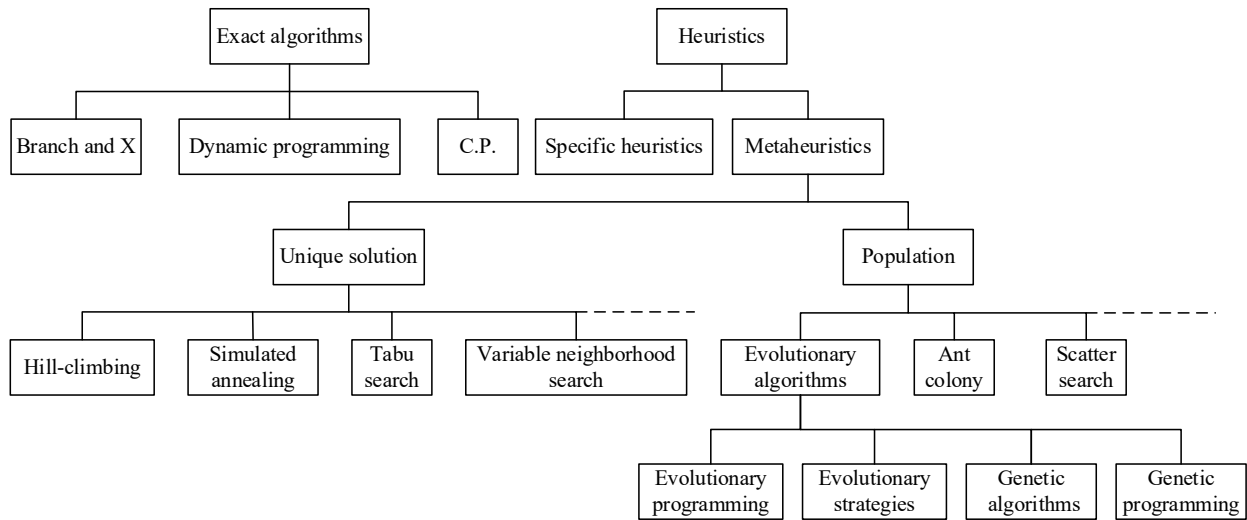 Exact algorithms
Heuristics
Branch and X
Dynamic programming
C.P.
Specific heuristics
Metaheuristics
Unique solution
Population
Hill-climbing
Simulated
annealing
Tabu
search
Variable neighborhood
search
Evolutionary
algorithms
Ant
colony
Scatter
search
Evolutionary
programming
Evolutionary
strategies
Genetic
algorithms
Genetic
programming